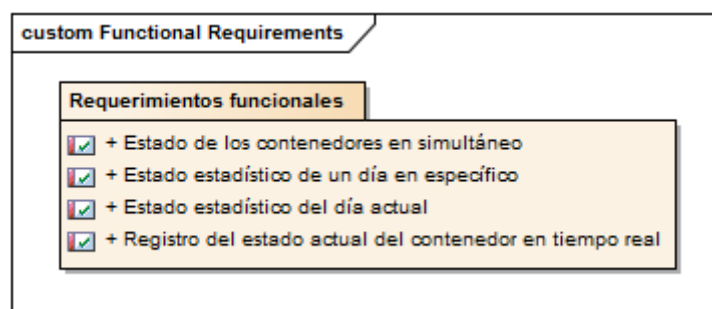 custom Functional Requirements
Requerimientos funcionales
+ Estado de los contenedores en simultáneo
+ Estado estadístico de un día en específico
+ Estado estadístico del día actual
+ Registro del estado actual del contenedor en tiempo real